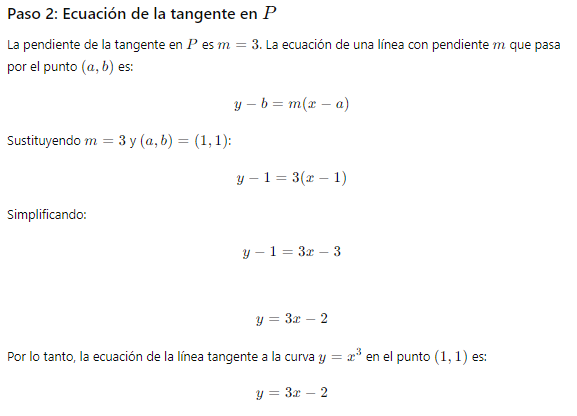 Paso 2: Ecuación de la tangente en P
La pendiente de la tangente en P es m = 3. La ecuación de una línea con pendiente m que pasa
por el punto (a, b) es:
y − b = m(x − a)
Sustituyendo m = 3 y (a, b) = (1, 1):
y − 1 = 3(x − 1)
Simplificando:
y − 1 = 3x − 3
y = 3x − 2
Por lo tanto, la ecuación de la línea tangente a la curva y = x³ en el punto (1, 1) es:
y = 3x − 2